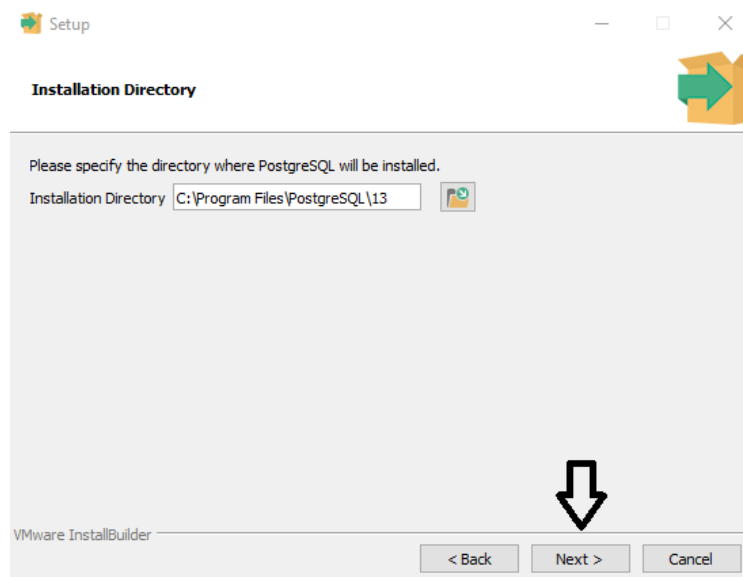 Setup
Installation Directory
Please specify the directory where PostgreSQL will be installed.
Installation Directory C:\Program Files\PostgreSQL\13
VMware InstallBuilder
< Back Next > Cancel